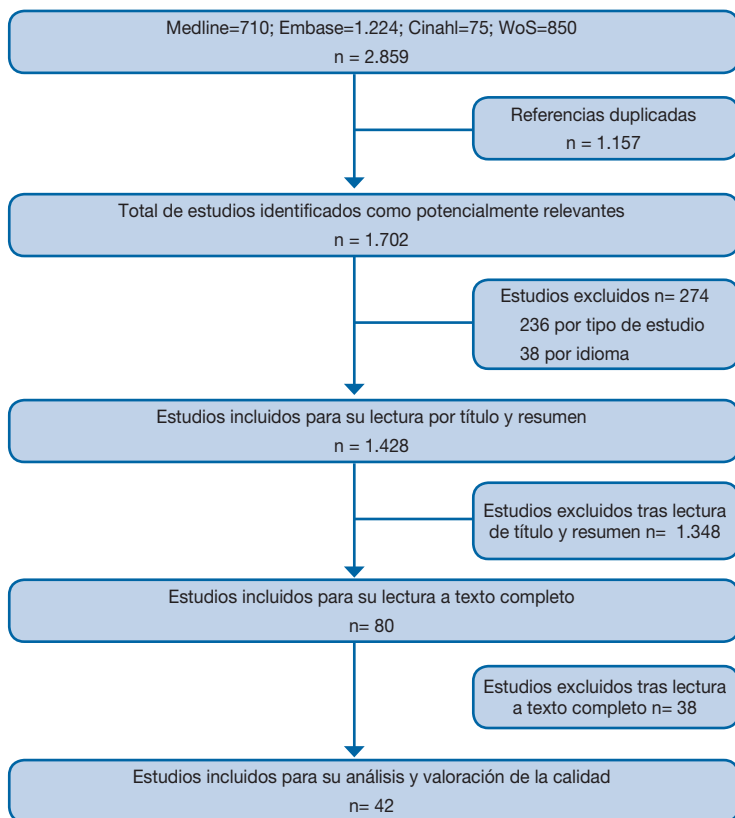 Medline=710; Embase=1.224; Cinahl=75; WoS=850
n = 2.859
Referencias duplicadas
n = 1.157
Total de estudios identificados como potencialmente relevantes
n = 1.702
Estudios excluidos n= 274
236 por tipo de estudio
38 por idioma
Estudios incluidos para su lectura por título y resumen
n = 1.428
Estudios excluidos tras lectura
de título y resumen n= 1.348
Estudios incluidos para su lectura a texto completo
n= 80
Estudios excluidos tras lectura
a texto completo n= 38
Estudios incluidos para su análisis y valoración de la calidad
n= 42